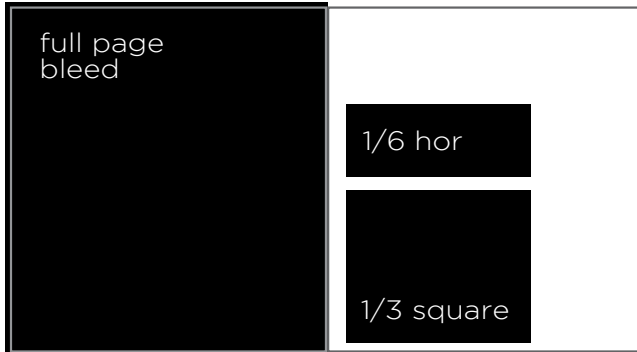 full page
bleed
1/6 hor
1/3 square